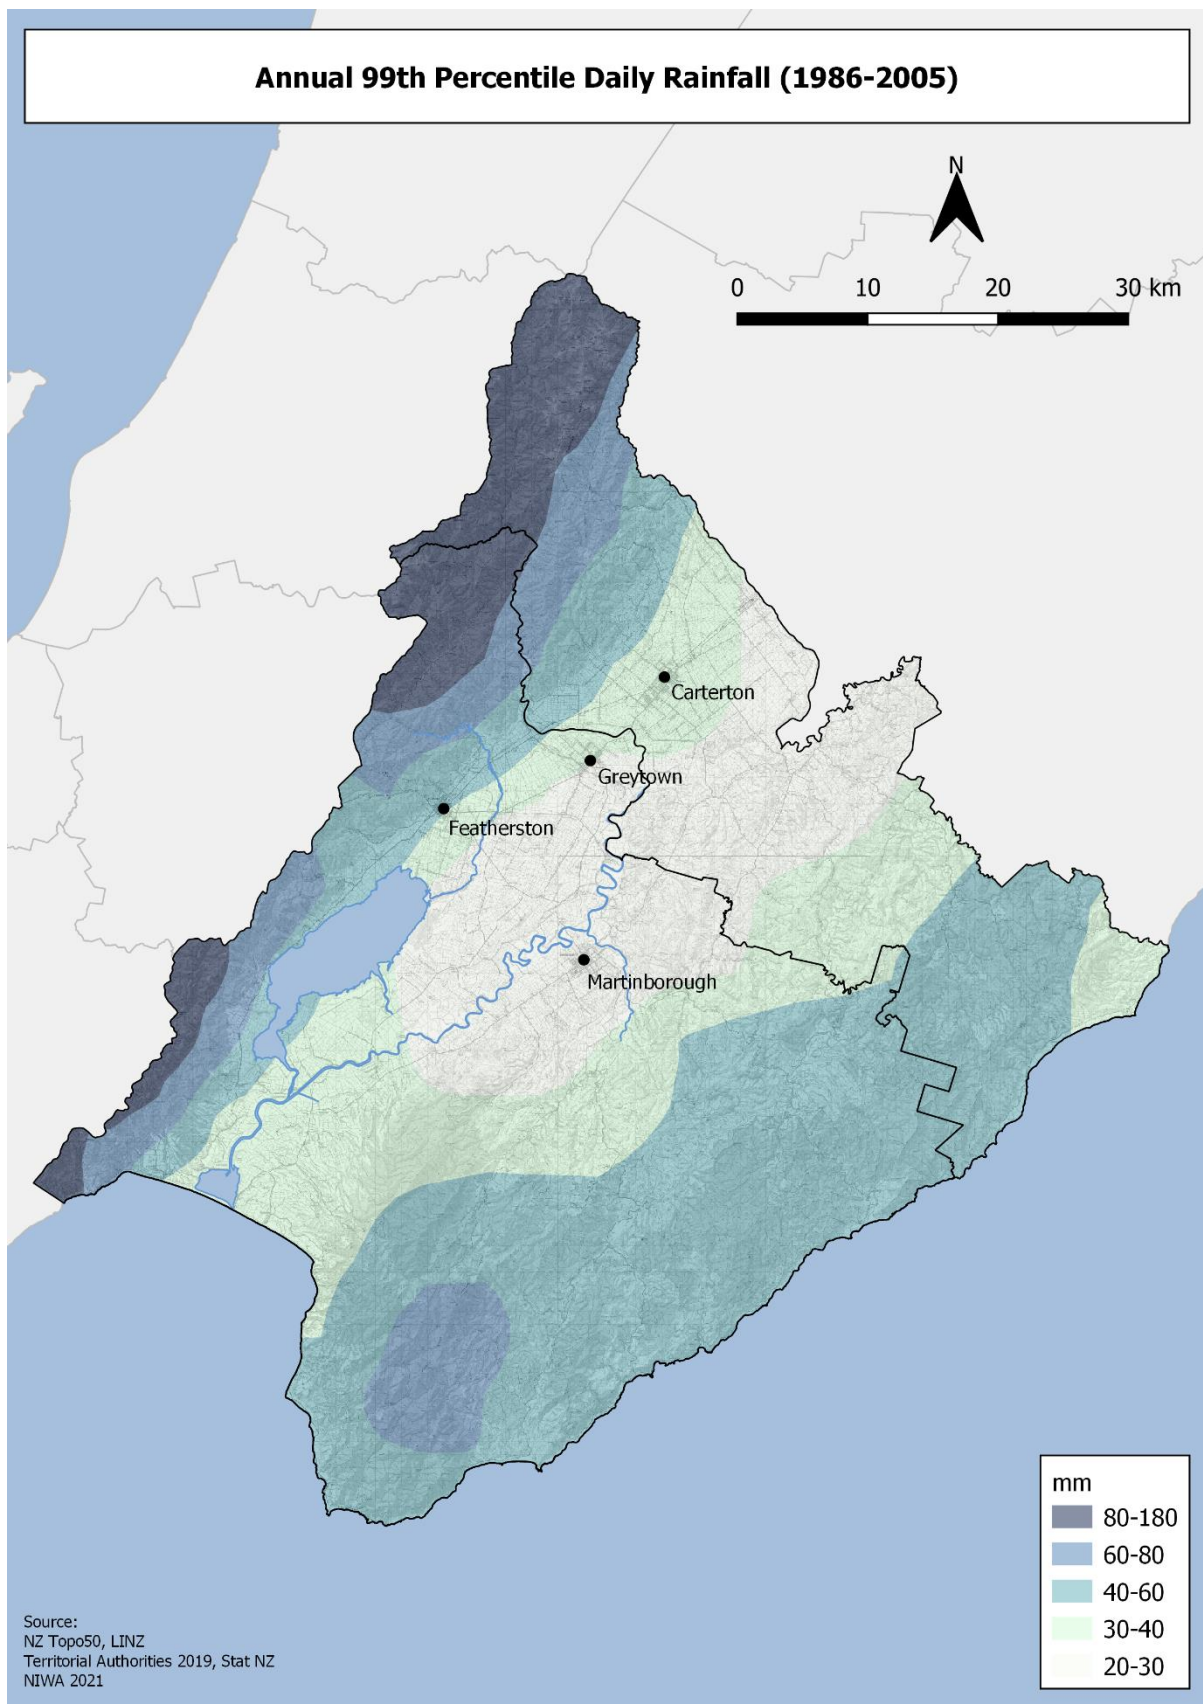 Annual 99th Percentile Daily Rainfall (1986-2005)
N
0 10 20 30 km
Carterton
Greytown
Featherston
Martinborough
mm
80-180
60-80
40-60
30-40
20-30
Source:
NZ Topo50, LINZ
Territorial Authorities 2019, Stat NZ
NIWA 2021